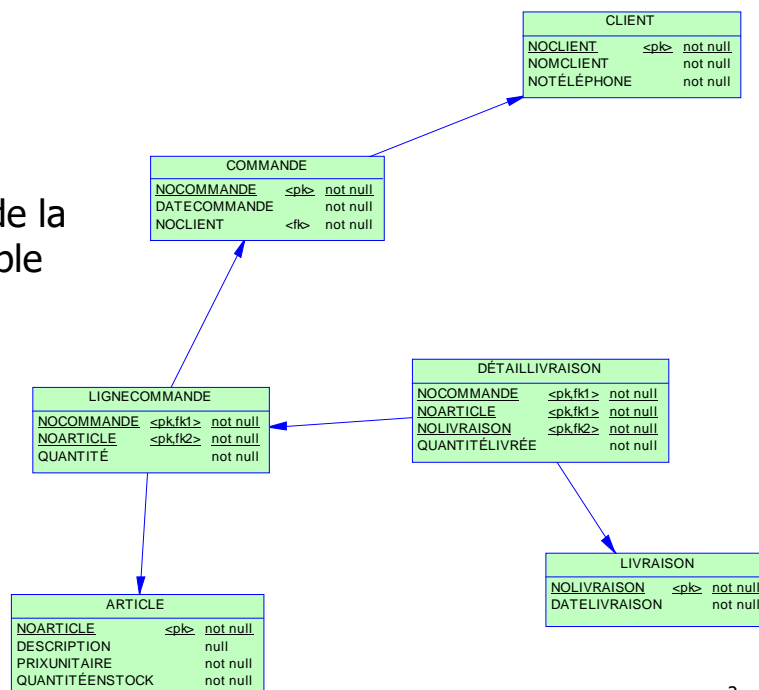 CLIENT
NOCLIENT <pk> not null
NOMCLIENT not null
NOTÉLÉPHONE not null
COMMANDE
NOCOMMANDE <pk> not null
DATECOMMANDE not null
NOCLIENT <fk> not null
de la
LIGNECOMMANDE
NOCOMMANDE <pk,fk1> not null
NOARTICLE <pk,fk2> not null
QUANTITÉ not null
DÉTAILLIVRAISON
NOCOMMANDE <pk,fk1> not null
NOARTICLE <pk,fk1> not null
NOLIVRAISON <pk,fk2> not null
QUANTITÉLIVRÉE not null
LIVRAISON
NOLIVRAISON <pk> not null
DATELIVRAISON not null
ARTICLE
NOARTICLE <pk> not null
DESCRIPTION null
PRIXUNITAIRE not null
QUANTITÉENSTOCK not null